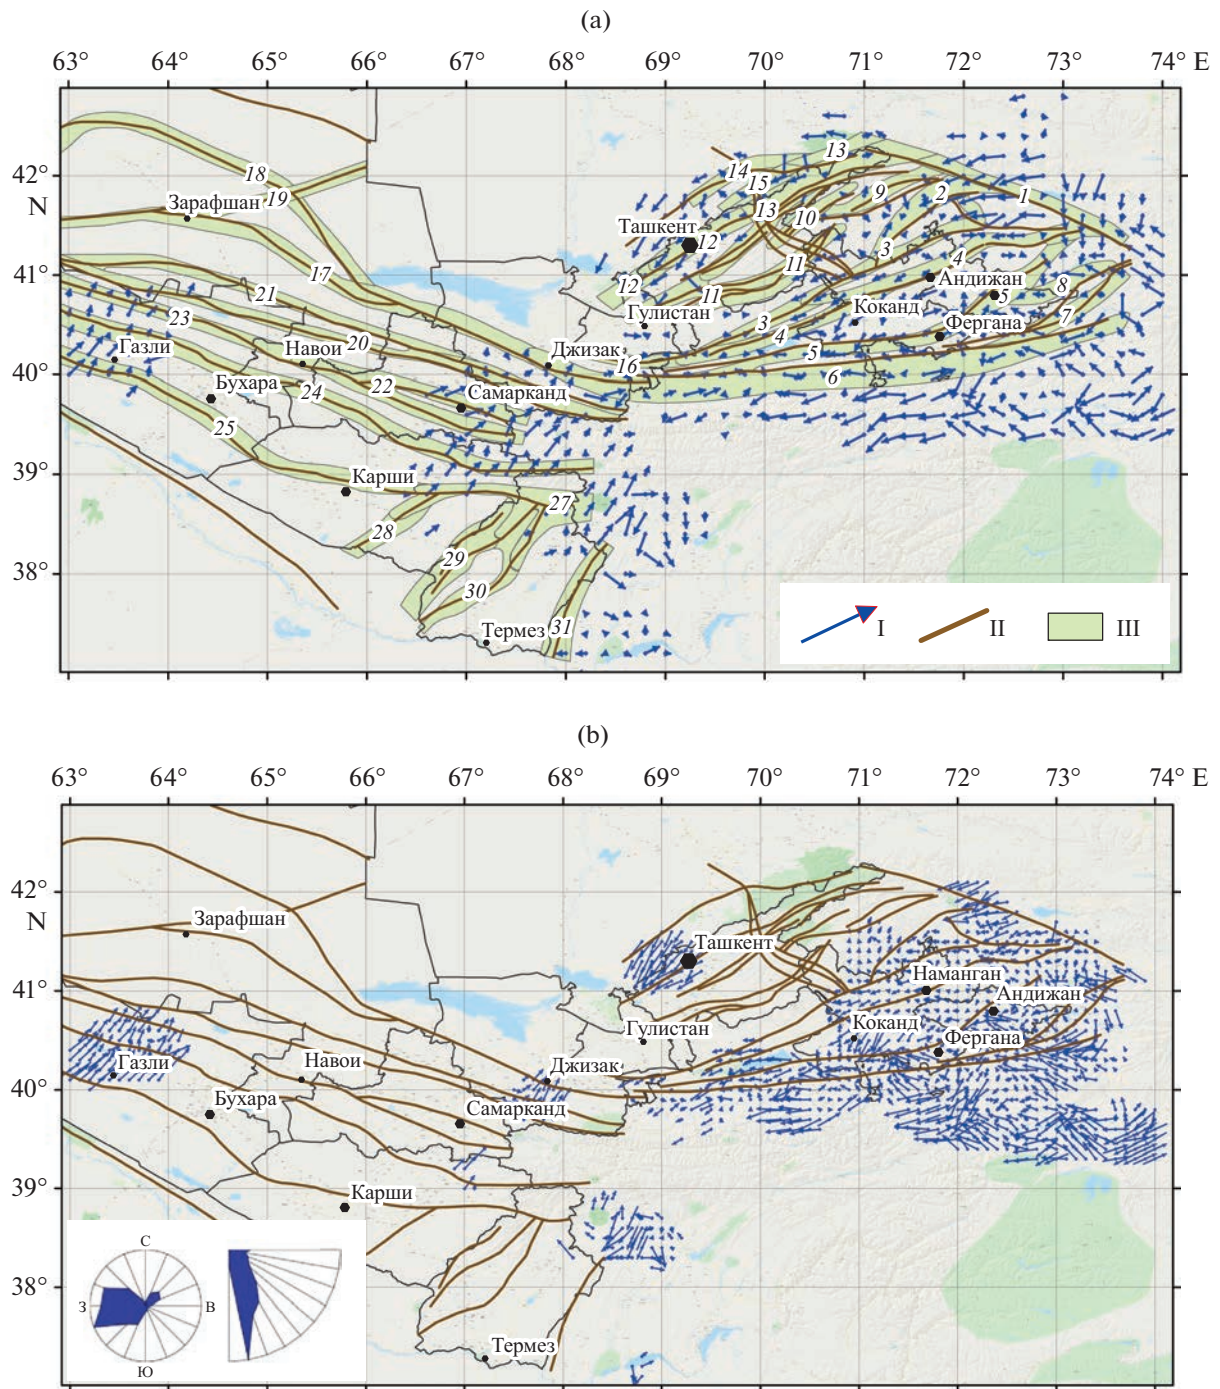 (a)
63° 64° 65° 66° 67° 68° 69° 70° 71° 72° 73° 74° E
42°
N
41°
40°
39°
38°
18
19
Зарафшан
17
21
23
20
Газли
Навои
22
24
Бухара
25
Самарканд
Джизак
16
Карши
27
28
29
30
31
Термез
13
14
15
9
2
1
13
10
Ташкент
12
3
4
11
12
11
Андижан
8
5
Гулистан
3
Коканд
7
4
Фергана
5
6
I II III
(b)
63° 64° 65° 66° 67° 68° 69° 70° 71° 72° 73° 74° E
42°
N
41°
40°
39°
38°
Зарафшан
Ташкент
Наманган
Андижан
Гулистан
Коканд
Фергана
Газли
Навои
Джизак
Бухара
Самарканд
Карши
С
З
В
Ю
Термез